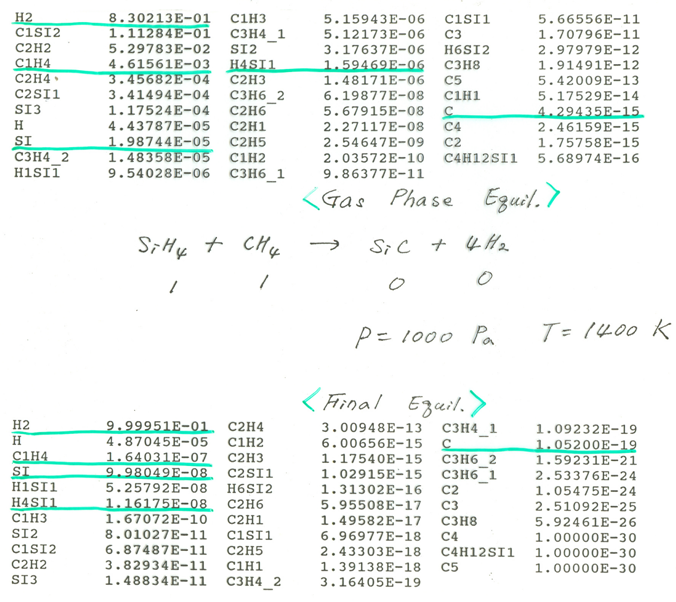 H2 8.30213E-01 C1H3 5.15943E-06 C1SI1 5.66556E-11
C1SI2 1.11284E-01 C3H4_1 5.12173E-06 C3 1.70796E-11
C2H2 5.29783E-02 SI2 3.17637E-06 H6SI2 2.97979E-12
C1H4 4.61561E-03 H4SI1 1.59469E-06 C3H8 1.91491E-12
C2H4 3.45682E-04 C2H3 1.48171E-06 C5 5.42009E-13
C2SI1 3.41494E-04 C3H6_2 6.19877E-08 C1H1 5.17529E-14
SI3 1.17524E-04 C2H6 5.67915E-08 C 4.29435E-15
H 4.43787E-05 C2H1 2.27117E-08 C4 2.46159E-15
SI 1.98744E-05 C2H5 2.54647E-09 C2 1.75758E-15
C3H4_2 1.48358E-05 C1H2 2.03572E-10 C4H12SI1 5.68974E-16
H1SI1 9.54028E-06 C3H6_1 9.86377E-11
<Gas Phase Equil.>
SiH4 + CH4 → SiC + 4H2
1 1 0 0
P=1000 Pa T=1400 K
<Final Equil.>
H2 9.99951E-01 C2H4 3.00948E-13 C3H4_1 1.09232E-19
H 4.87045E-05 C1H2 6.00656E-15 C 1.05200E-19
C1H4 1.64031E-07 C2H3 1.17540E-15 C3H6_2 1.59231E-21
SI 9.98049E-08 C2SI1 1.02915E-15 C3H6_1 2.53376E-24
H1SI1 5.25792E-08 H6SI2 1.31302E-16 C2 1.05475E-24
H4SI1 1.16175E-08 C2H6 5.95508E-17 C3 2.51092E-25
C1H3 1.67072E-10 C2H1 1.49582E-17 C3H8 5.92461E-26
SI2 8.01027E-11 C1SI1 6.96977E-18 C4 1.00000E-30
C1SI2 6.87487E-11 C2H5 2.43303E-18 C4H12SI1 1.00000E-30
C2H2 3.82934E-11 C1H1 1.39138E-18 C5 1.00000E-30
SI3 1.48834E-11 C3H4_2 3.16405E-19